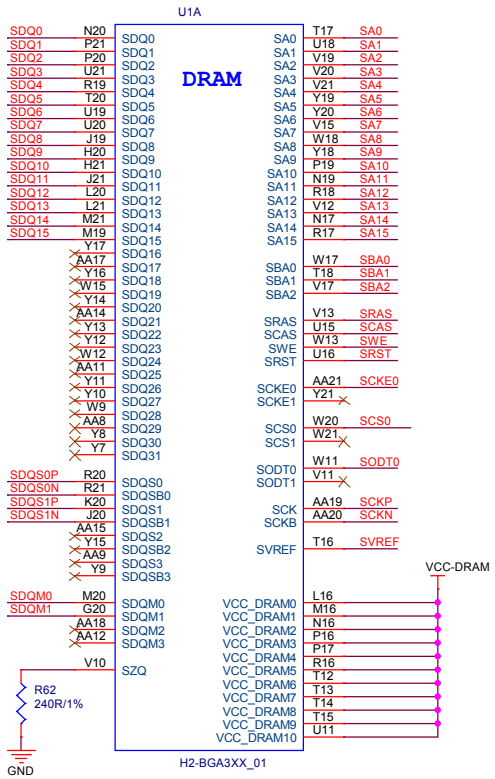 U1A
DRAM
SDQ0 N20 SDQ0 SA0 T17 SA0
SDQ1 P21 SDQ1 SA1 U18 SA1
SDQ2 P20 SDQ2 SA2 V19 SA2
SDQ3 U21 SDQ3 SA3 V20 SA3
SDQ4 R19 SDQ4 SA4 V21 SA4
SDQ5 T20 SDQ5 SA5 Y19 SA5
SDQ6 U19 SDQ6 SA6 Y20 SA6
SDQ7 U20 SDQ7 SA7 V15 SA7
SDQ8 J19 SDQ8 SA8 W18 SA8
SDQ9 H20 SDQ9 SA9 Y18 SA9
SDQ10 H21 SDQ10 SA10 P19 SA10
SDQ11 J21 SDQ11 SA11 N19 SA11
SDQ12 L20 SDQ12 SA12 R18 SA12
SDQ13 L21 SDQ13 SA13 V12 SA13
SDQ14 M21 SDQ14 SA14 N17 SA14
SDQ15 M19 SDQ15 SA15 R17 SA15
Y17 SDQ16
AA17 SDQ17 SBA0 W17 SBA0
Y16 SDQ18 SBA1 T18 SBA1
W15 SDQ19 SBA2 V17 SBA2
Y14 SDQ20
AA14 SDQ21 SRAS V13 SRAS
Y13 SDQ22 SCAS U15 SCAS
Y12 SDQ23 SWE W13 SWE
W12 SDQ24 SRST U16 SRST
AA11 SDQ25
Y11 SDQ26 SCKE0 AA21 SCKE0
Y10 SDQ27 SCKE1 Y21
W9 SDQ28
AA8 SDQ29 SCS0 W20 SCS0
Y8 SDQ30 SCS1 W21
Y7 SDQ31
SODT0 W11 SODT0
SDQS0P R20 SDQS0 SODT1 V11
SDQS0N R21 SDQSB0
SDQS1P K20 SDQS1 SCK AA19 SCKP
SDQS1N J20 SDQSB1 SCKB AA20 SCKN
AA15 SDQS2
Y15 SDQSB2 SVREF T16 SVREF
AA9 SDQS3
Y9 SDQSB3
VCC-DRAM
SDQM0 M20 SDQM0 VCC_DRAM0 L16
SDQM1 G20 SDQM1 VCC_DRAM1 M16
AA18 SDQM2 VCC_DRAM2 N16
AA12 SDQM3 VCC_DRAM3 P16
VCC_DRAM4 P17
V10 SZQ VCC_DRAM5 R16
VCC_DRAM6 T12
R62 VCC_DRAM7 T13
240R/1% VCC_DRAM8 T14
VCC_DRAM9 T15
VCC_DRAM10 U11
GND
H2-BGA3XX_01